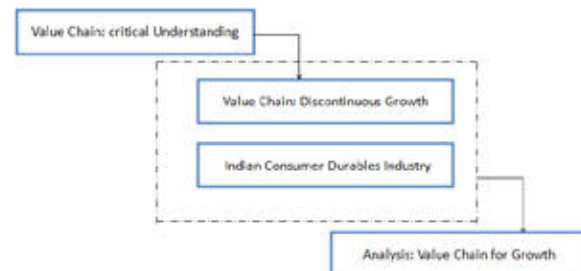 Value Chain: critical Understanding
Value Chain: Discontinuous Growth
Indian Consumer Durables Industry
Analysis: Value Chain for Growth